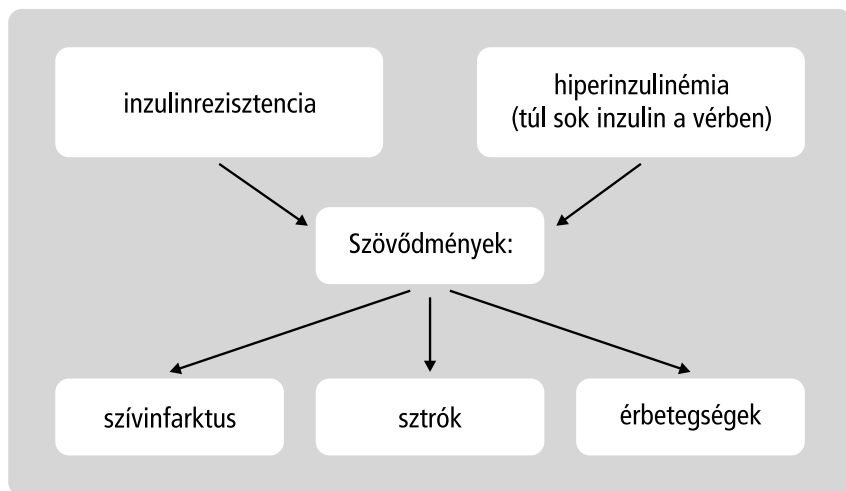 inzulinrezisztencia
hiperinzulinémia
(túl sok inzulin a vérben)
Szövődmények:
szívinfarktus
sztrók
érbetegségek